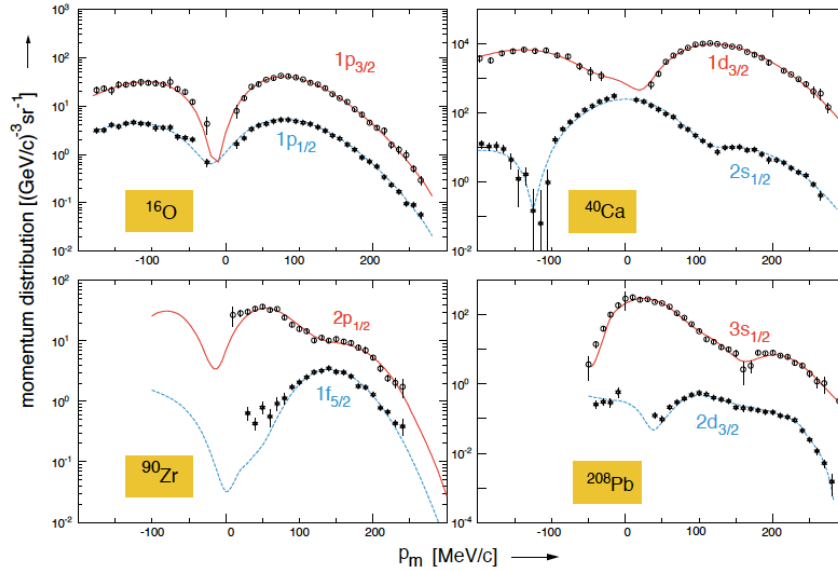 momentum distribution [(GeV/c)⁻³sr⁻¹]
10³
10²
10¹
10⁰
10⁻¹
10⁻²
1p₃/₂
1p₁/₂
¹⁶O
-100 0 100 200
10⁴
10²
10⁰
10⁻²
1d₃/₂
2s₁/₂
⁴⁰Ca
-100 0 100 200
10²
10¹
10⁰
10⁻¹
10⁻²
2p₁/₂
1f₅/₂
⁹⁰Zr
-100 0 100 200
10²
10⁰
10⁻²
10⁻⁴
3s₁/₂
2d₃/₂
²⁰⁸Pb
-100 0 100 200
pₘ [MeV/c]